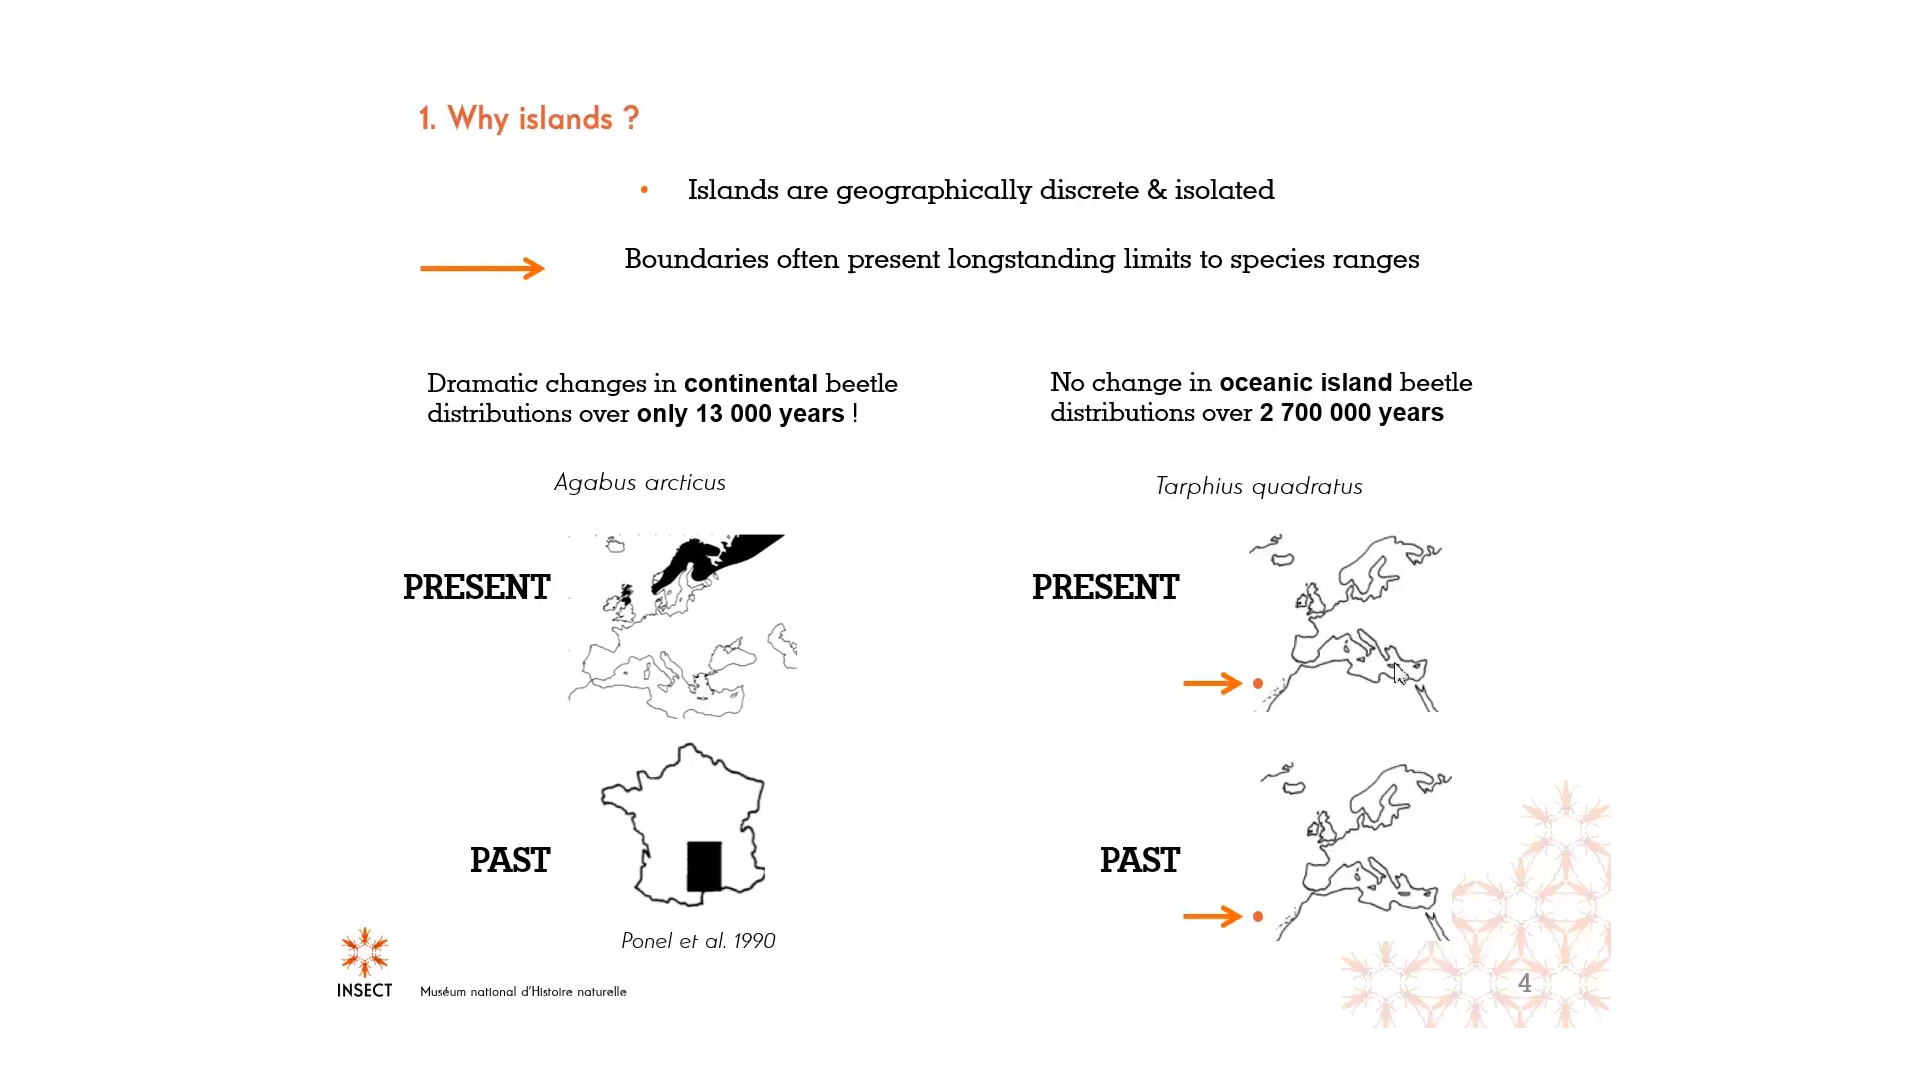 1. Why islands ?
• Islands are geographically discrete & isolated
Boundaries often present longstanding limits to species ranges
Dramatic changes in continental beetle
distributions over only 13 000 years !
No change in oceanic island beetle
distributions over 2 700 000 years
Agabus arcticus
Tarphius quadratus
PRESENT
PRESENT
PAST
PAST
Ponel et al. 1990
INSECT
Muséum national d'Histoire naturelle
4